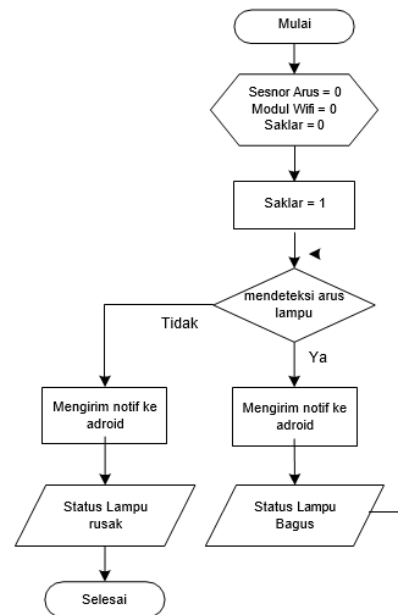 Mulai
Sesnor Arus = 0
Modul Wifi = 0
Saklar = 0
Saklar = 1
mendeteksi arus
lampu
Tidak
Ya
Mengirim notif ke
adroid
Mengirim notif ke
adroid
Status Lampu
rusak
Status Lampu
Bagus
Selesai